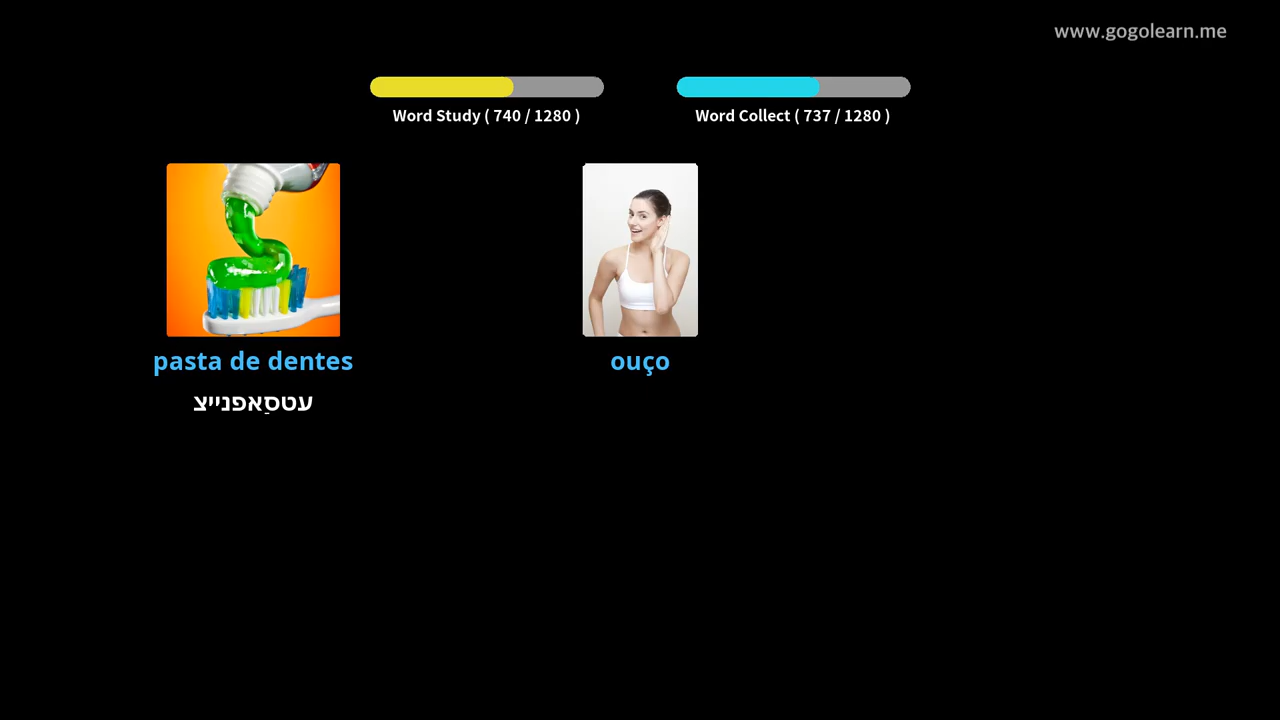 www.gogolearn.me
Word Study ( 740 / 1280 )
Word Collect ( 737 / 1280 )
pasta de dentes
ouço
עטסַאפנייצ